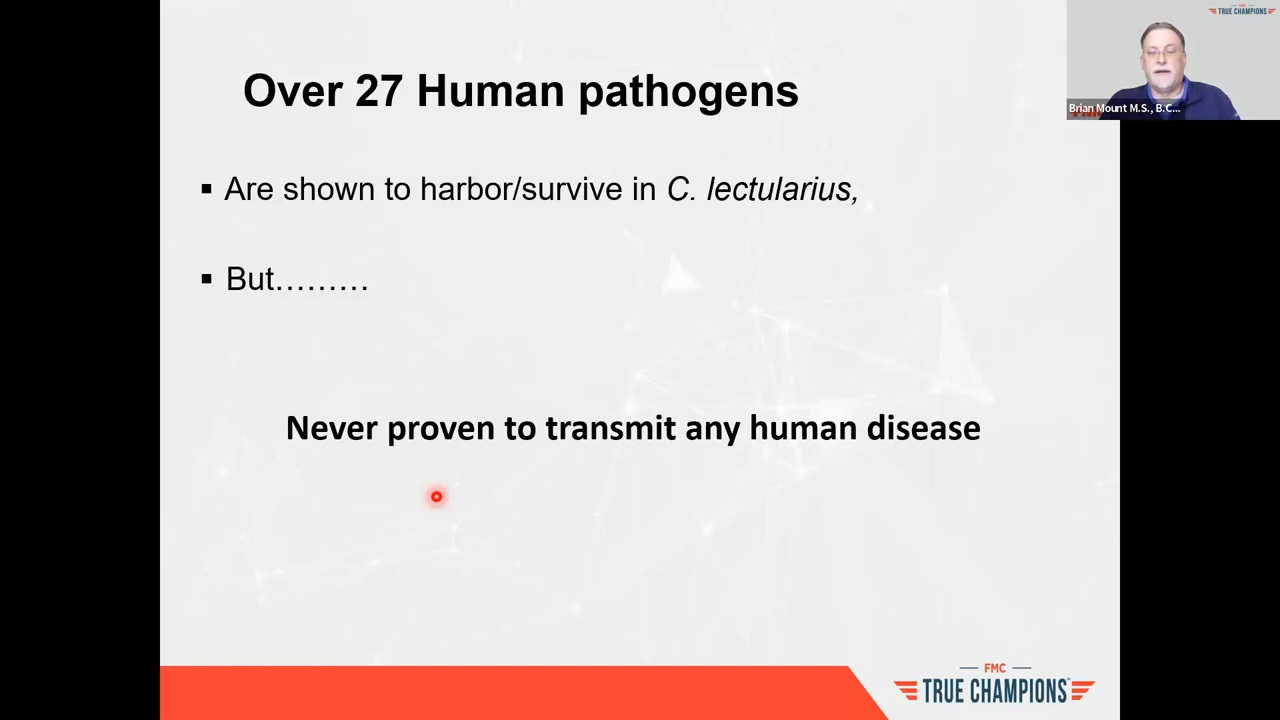 Over 27 Human pathogens
TRUE CHAMPIONS
Brian Mount M.S., B.C...
▪ Are shown to harbor/survive in C. lectularius,
▪ But………
Never proven to transmit any human disease
FMC
TRUE CHAMPIONS™